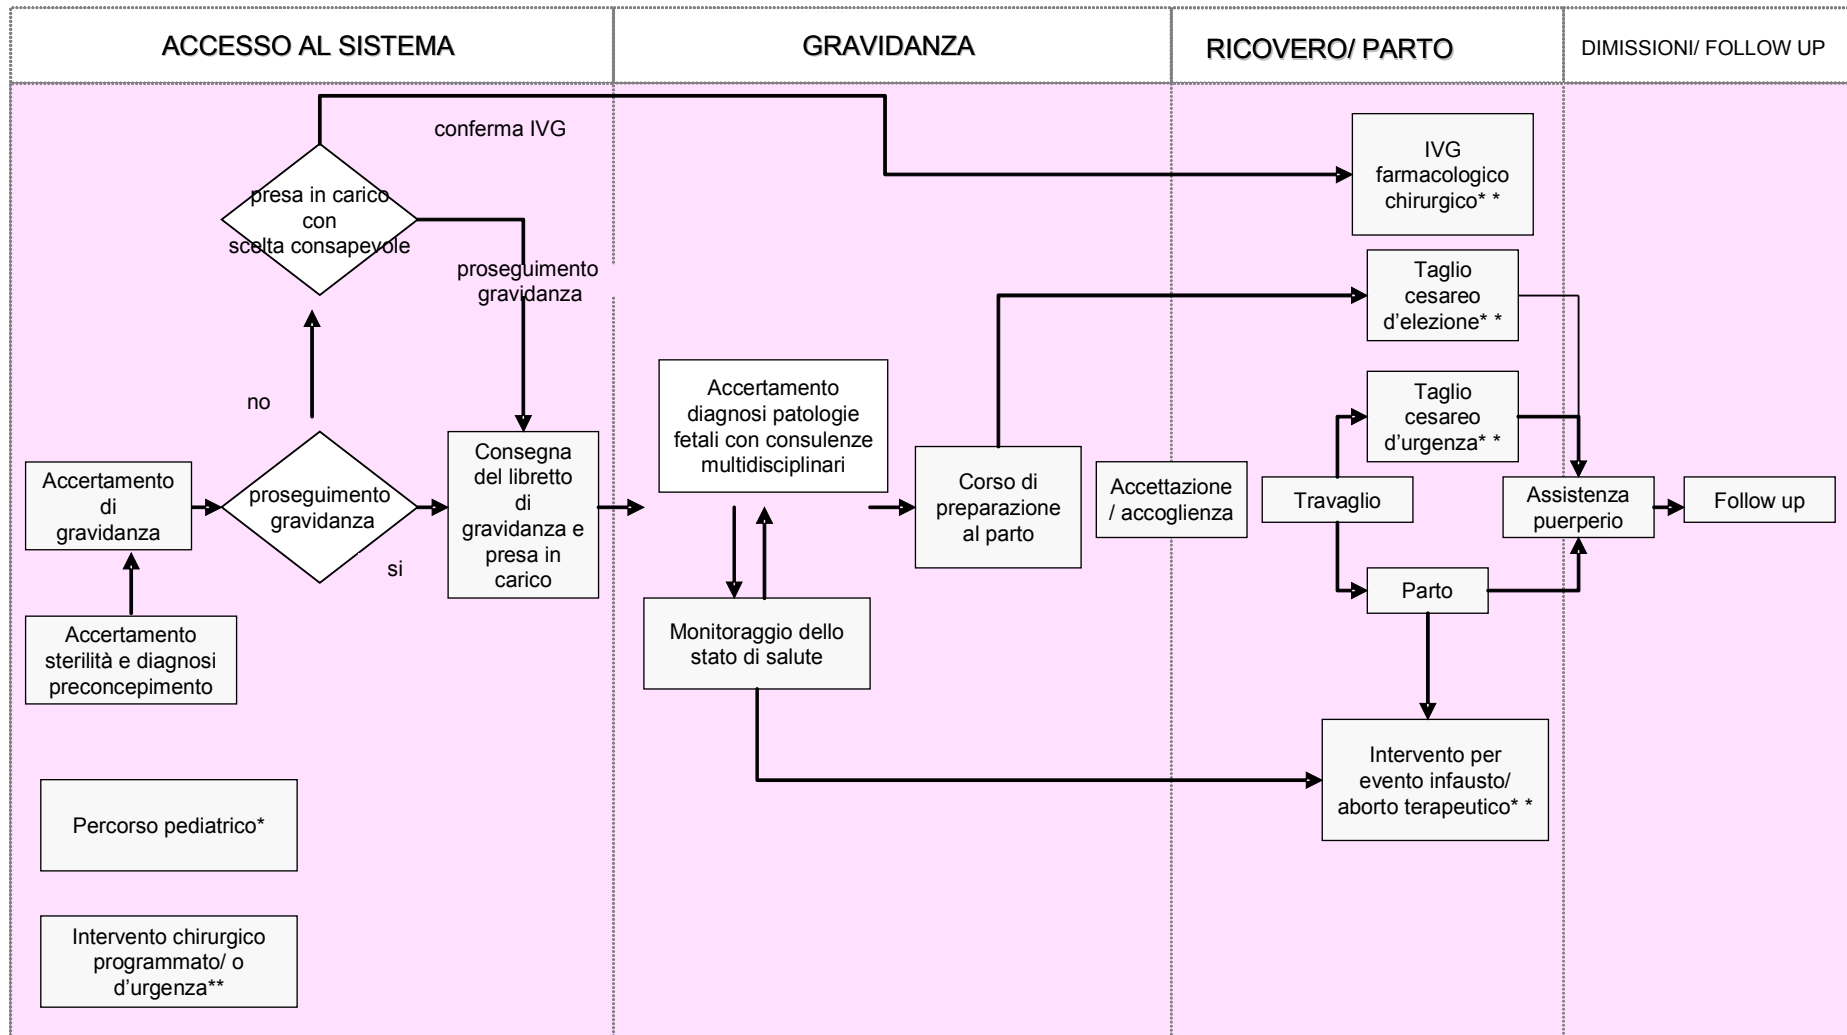 ACCESSO AL SISTEMA
GRAVIDANZA
RICOVERO/ PARTO
DIMISSIONI/ FOLLOW UP
conferma IVG
presa in carico
con
scelta consapevole
proseguimento
gravidanza
no
proseguimento
gravidanza
si
Accertamento
di
gravidanza
Accertamento
sterilità e diagnosi
preconcepimento
Consegna
del libretto
di
gravidanza e
presa in
carico
Percorso pediatrico*
Intervento chirurgico
programmato/ o
d’urgenza**
Accertamento
diagnosi patologie
fetali con consulenze
multidisciplinari
Monitoraggio dello
stato di salute
Corso di
preparazione
al parto
Accettazione
/ accoglienza
IVG
farmacologico
chirurgico* *
Taglio
cesareo
d’elezione* *
Taglio
cesareo
d’urgenza* *
Travaglio
Parto
Intervento per
evento infausto/
aborto terapeutico* *
Assistenza
puerperio
Follow up